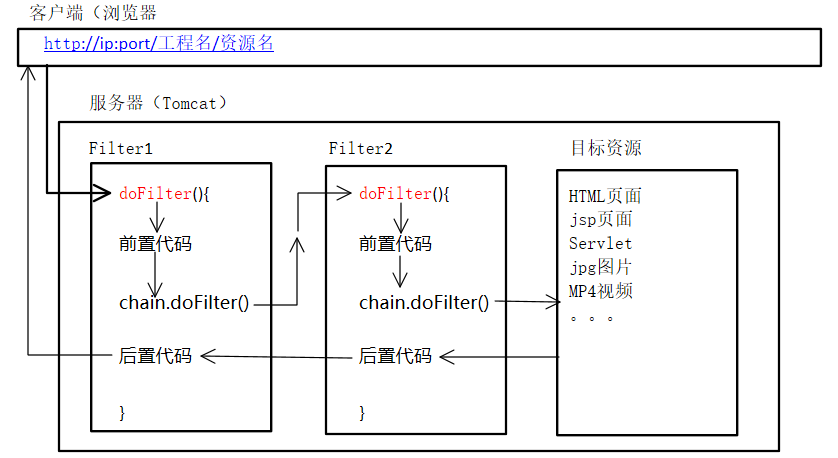 客户端（浏览器
http://ip:port/工程名/资源名
服务器（Tomcat）
Filter1
Filter2
目标资源
doFilter(){
前置代码
chain.doFilter()
后置代码
}
doFilter(){
前置代码
chain.doFilter()
后置代码
}
HTML页面
jsp页面
Servlet
jpg图片
MP4视频
。。。